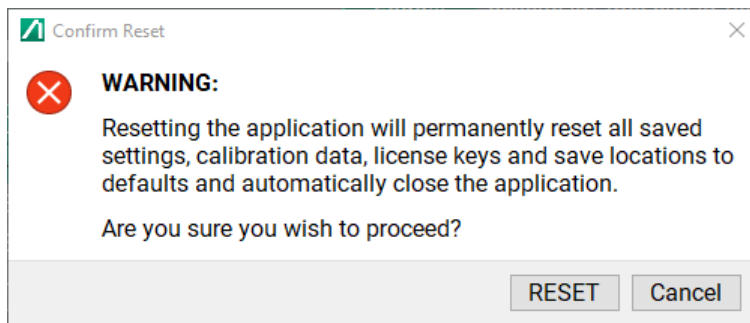 Confirm Reset
WARNING:
Resetting the application will permanently reset all saved
settings, calibration data, license keys and save locations to
defaults and automatically close the application.
Are you sure you wish to proceed?
RESET Cancel